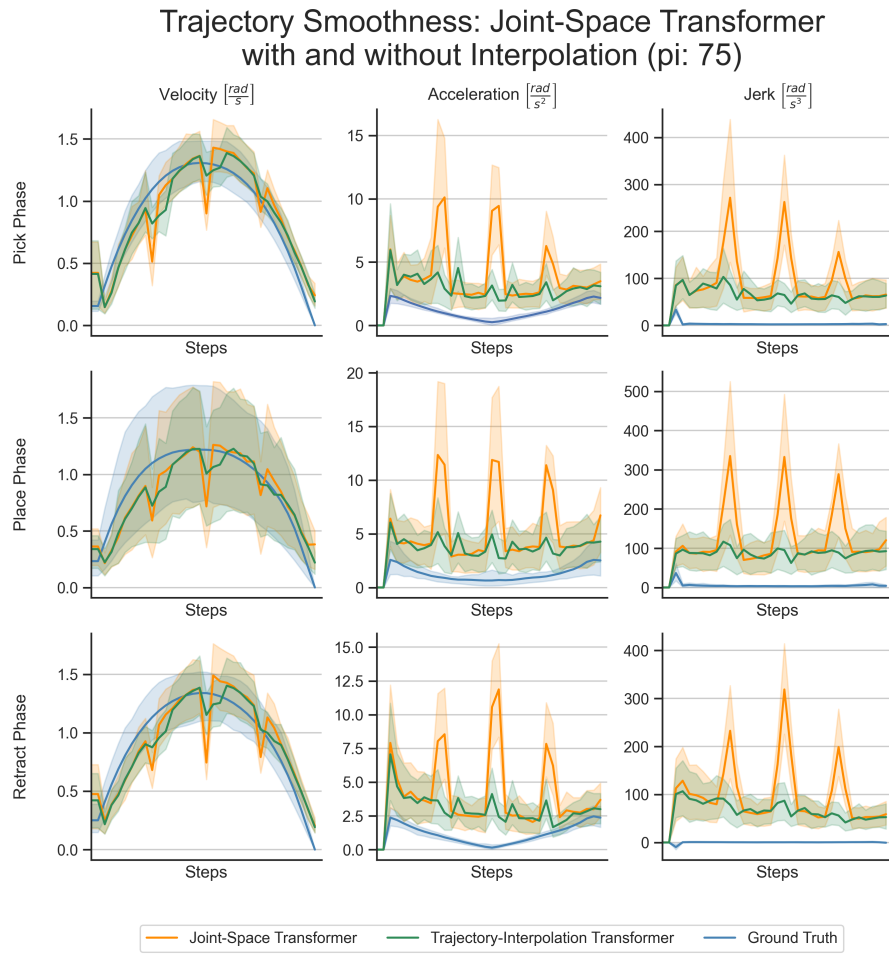 Trajectory Smoothness: Joint-Space Transformer
with and without Interpolation (pi: 75)
Velocity [rad/s]
Acceleration [rad/s²]
Jerk [rad/s³]
Pick Phase
1.5
1.0
0.5
0.0
Steps
15
10
5
0
Steps
400
300
200
100
0
Steps
Place Phase
1.5
1.0
0.5
0.0
Steps
20
15
10
5
0
Steps
500
400
300
200
100
0
Steps
Retract Phase
1.5
1.0
0.5
0.0
Steps
15.0
12.5
10.0
7.5
5.0
2.5
0.0
Steps
400
300
200
100
0
Steps
Joint-Space Transformer
Trajectory-Interpolation Transformer
Ground Truth